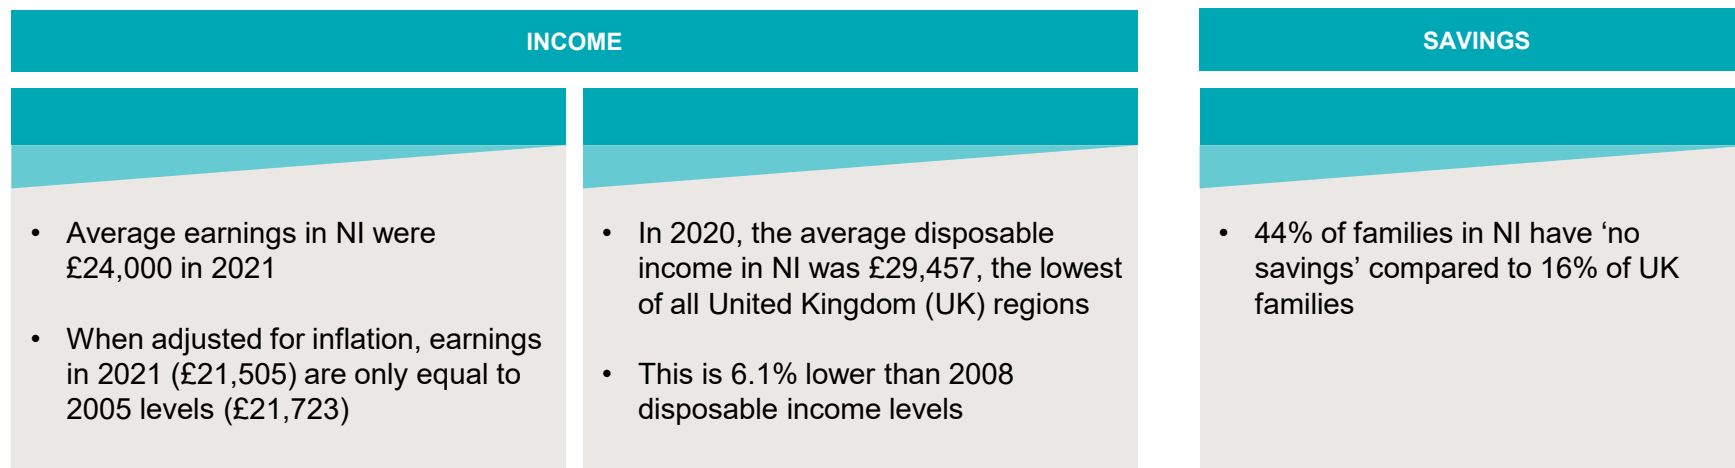 INCOME
• Average earnings in NI were
£24,000 in 2021
• When adjusted for inflation, earnings
in 2021 (£21,505) are only equal to
2005 levels (£21,723)
• In 2020, the average disposable
income in NI was £29,457, the lowest
of all United Kingdom (UK) regions
• This is 6.1% lower than 2008
disposable income levels
SAVINGS
• 44% of families in NI have ‘no
savings’ compared to 16% of UK
families